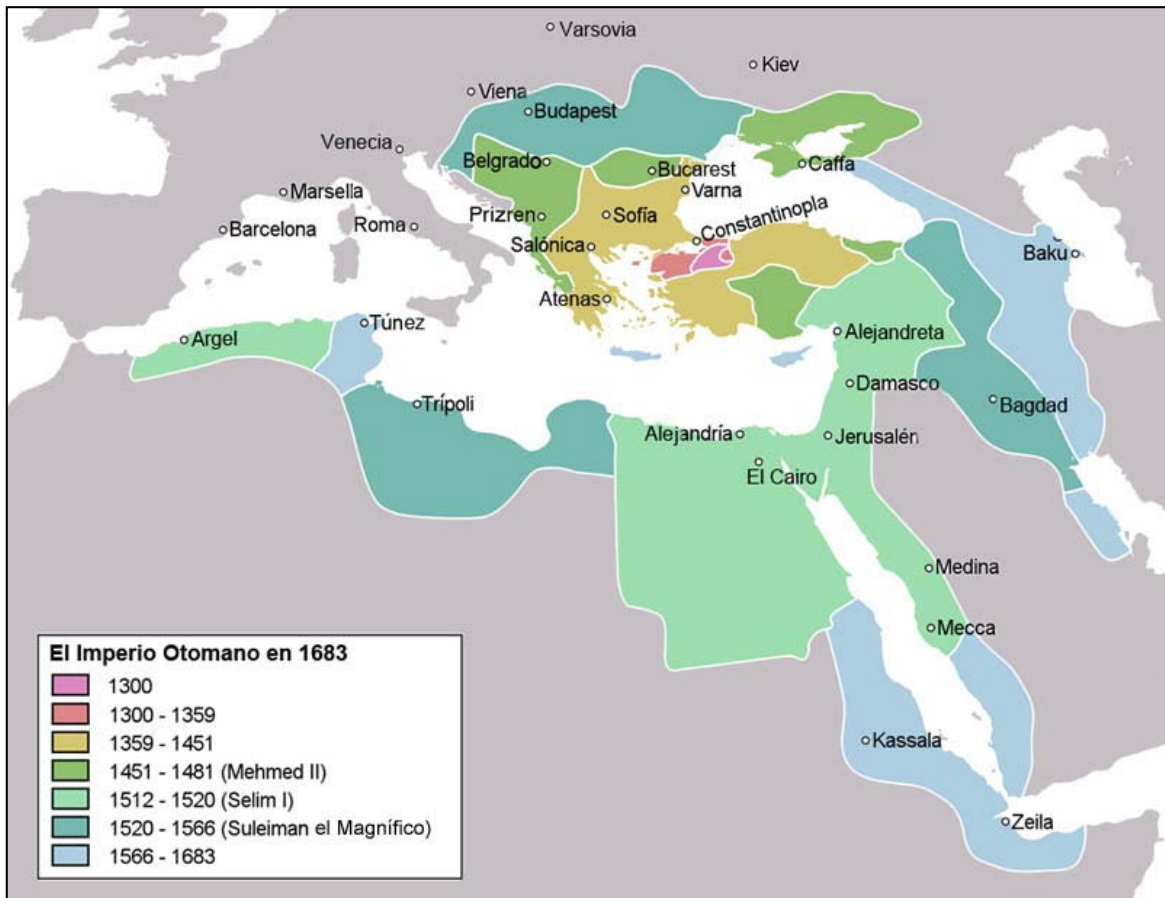 Varsovia
Kiev
Viena
Budapest
Venecia
Belgrado
Bucarest
Caffa
Marsella
Varna
Prizren
Sofía
Constantinopla
Barcelona
Roma
Salónica
Baku
Atenas
Túnez
Argel
Alejandreta
Damasco
Trípoli
Bagdad
Alejandría
Jerusalén
El Cairo
Medina
Mecca
Kassala
Zeila
El Imperio Otomano en 1683
1300
1300 - 1359
1359 - 1451
1451 - 1481 (Mehmed II)
1512 - 1520 (Selim I)
1520 - 1566 (Suleiman el Magnífico)
1566 - 1683